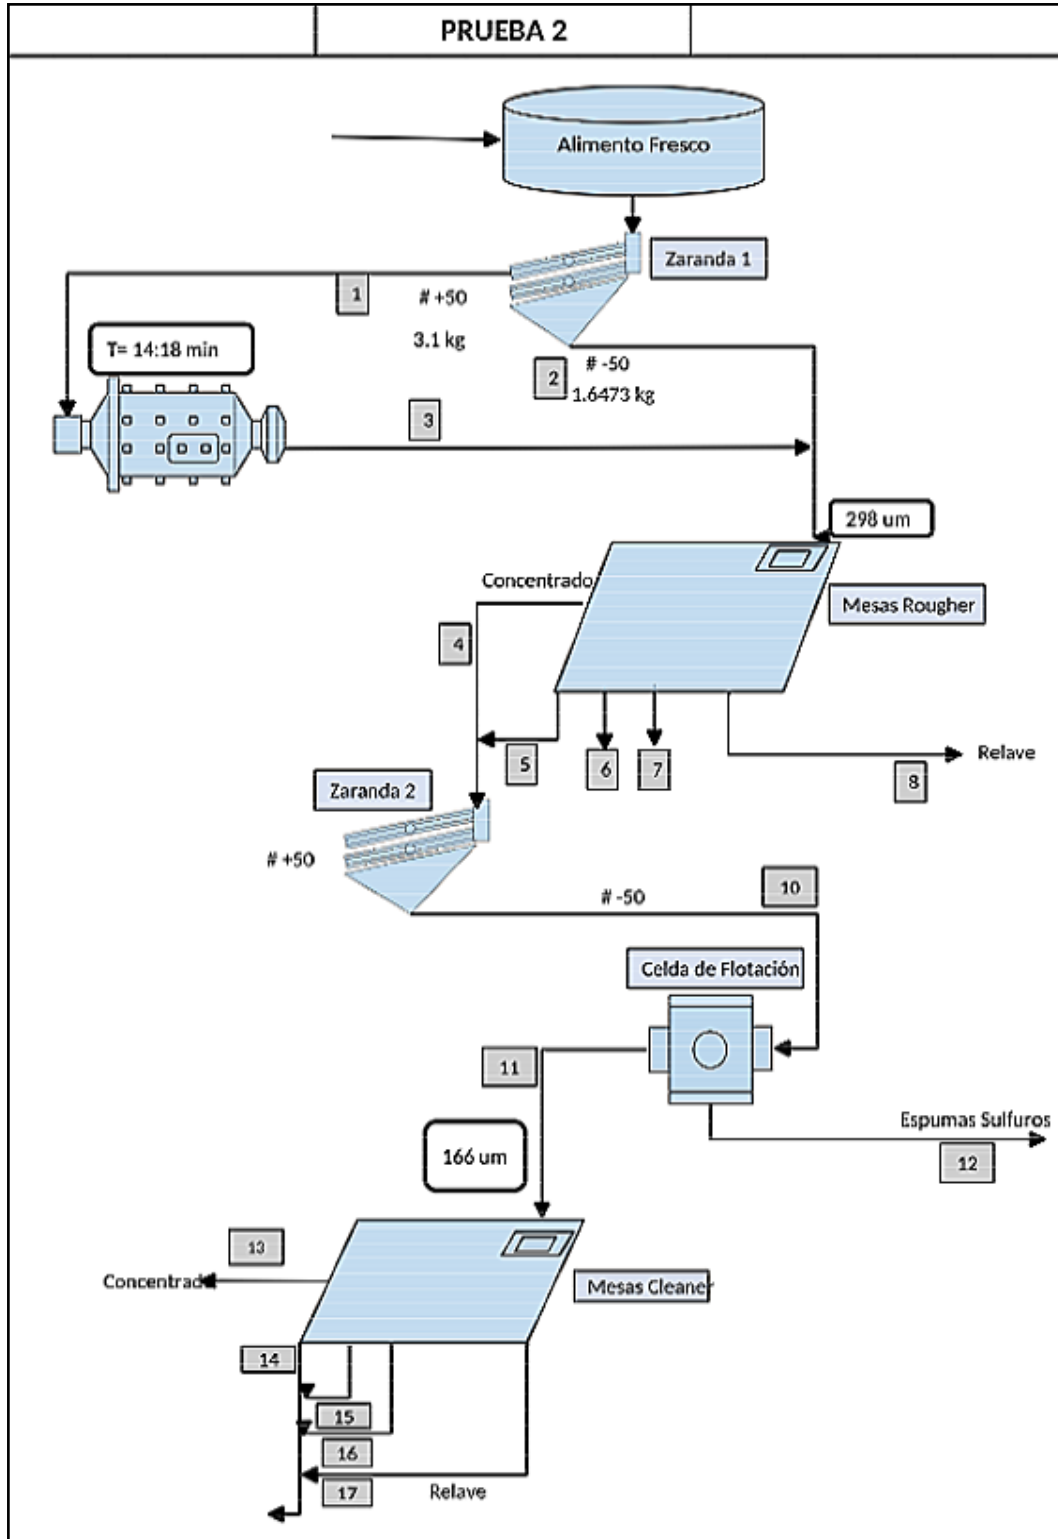 PRUEBA 2
Alimento Fresco
Zaranda 1
1
# +50
3.1 kg
T= 14:18 min
2
# -50
1.6473 kg
3
298 um
Concentrado
Mesas Rougher
4
5
6
7
8
Relave
Zaranda 2
# +50
# -50
10
Celda de Flotación
11
Espumas Sulfuros
12
166 um
13
Concentrad
Mesas Cleaner
14
15
16
17
Relave